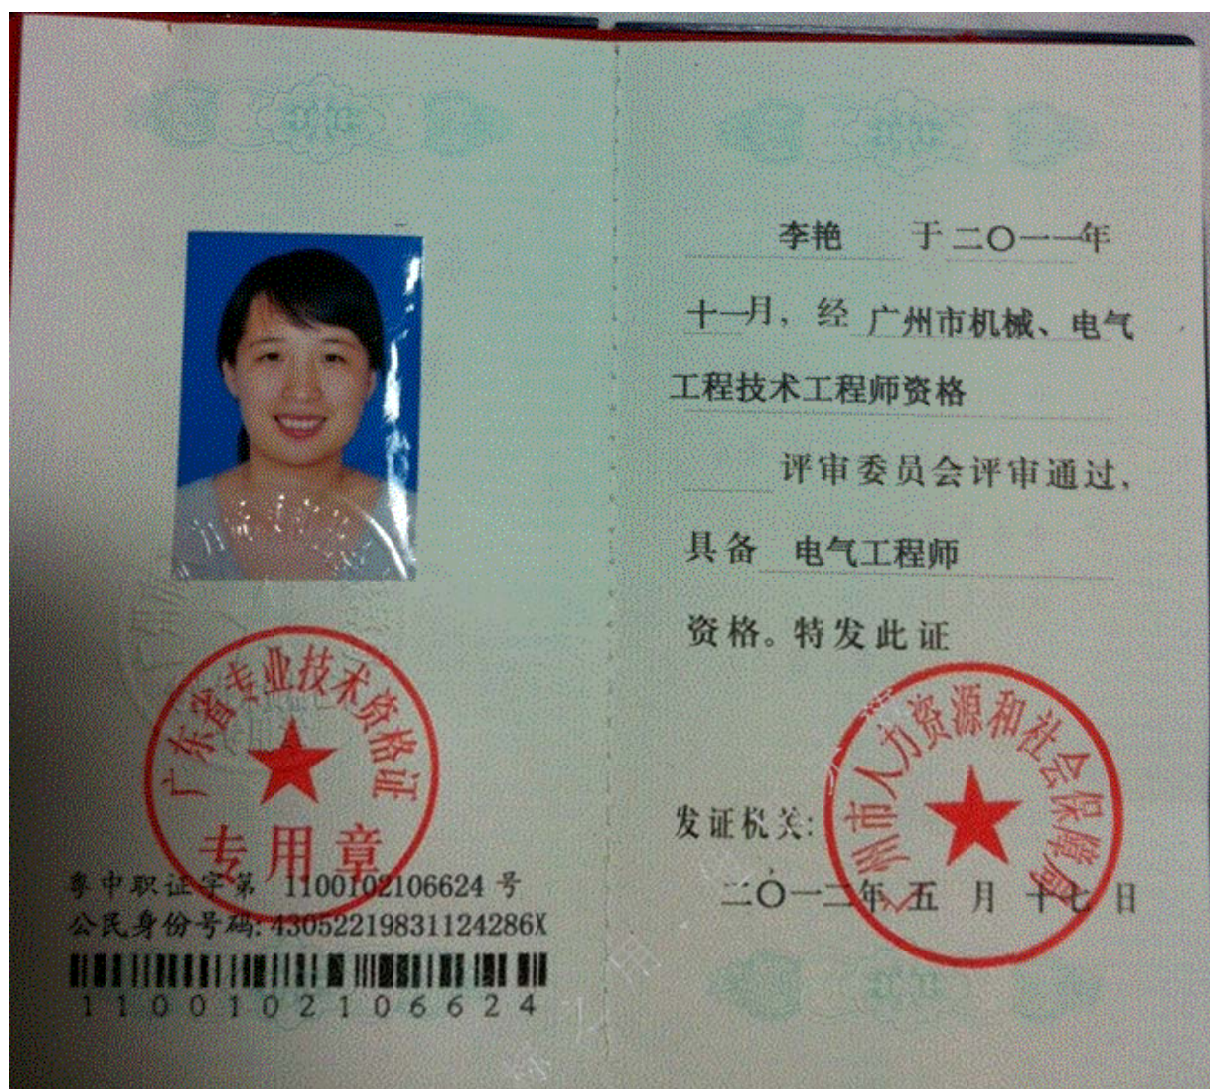 广东省专业技术资格证
专用章
粤中职证字第 1100102106624 号
公民身份号码: 43052219831124286X
1100102106624
李艳 于二〇一一年
十一月, 经 广州市机械、电气
工程技术工程师资格
评审委员会评审通过,
具备 电气工程师
资格。特发此证
广州市人力资源和社会保障局
发证机关:
二〇一二年 五 月 十七 日